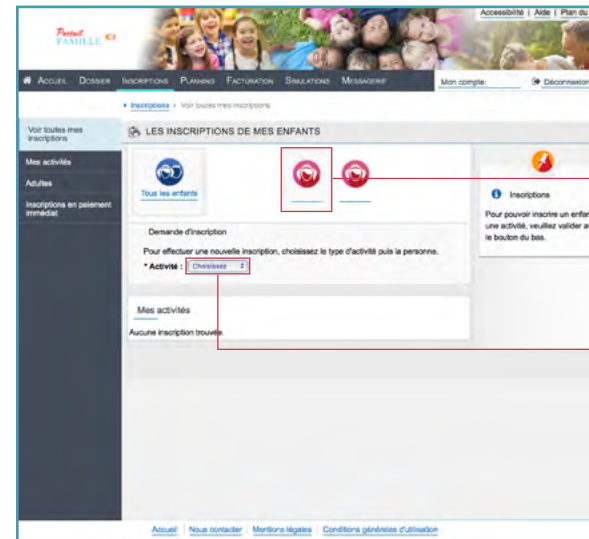 Accessibilité | Aide | Plan du
Portail
FAMILLE
Accueil Dossier Inscriptions Planning Facturation Simulations Messagerie
Mon compte: Déconnexion
Inscriptions > Voir toutes mes inscriptions
Voir toutes mes
inscriptions
Mes activités
Adultes
Inscriptions en paiement
immédiat
LES INSCRIPTIONS DE MES ENFANTS
Tous les enfants
Demande d'inscription
Pour effectuer une nouvelle inscription, choisissez le type d'activité puis la personne.
* Activité : Choisissez
Mes activités
Aucune inscription trouvée.
Inscriptions
Pour pouvoir inscrire un enfan
une activité, veuillez valider a
le bouton du bas.
Accueil | Nous contacter | Mentions légales | Conditions générales d'utilisation